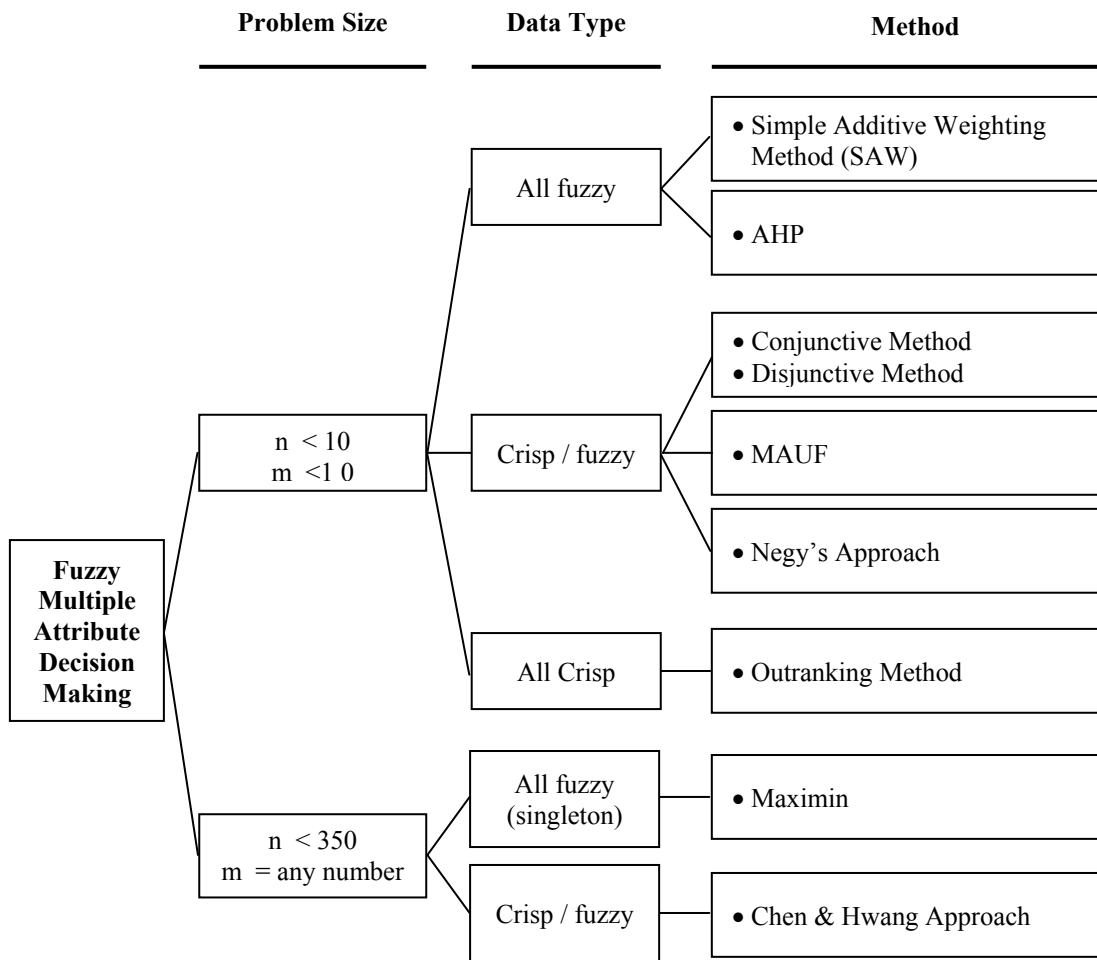 Problem Size
Data Type
Method
• Simple Additive Weighting
Method (SAW)
All fuzzy
• AHP
• Conjunctive Method
• Disjunctive Method
n < 10
m <1 0
Crisp / fuzzy
• MAUF
• Negy’s Approach
Fuzzy
Multiple
Attribute
Decision
Making
All Crisp
• Outranking Method
All fuzzy
(singleton)
• Maximin
n < 350
m = any number
Crisp / fuzzy
• Chen & Hwang Approach